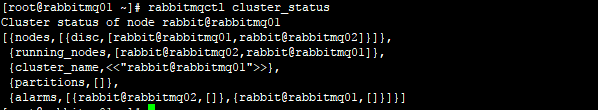 [root@rabbitmq01 ~]# rabbitmqctl cluster_status
Cluster status of node rabbit@rabbitmq01
[{nodes,[{disc,[rabbit@rabbitmq01,rabbit@rabbitmq02]}]},
 {running_nodes,[rabbit@rabbitmq02,rabbit@rabbitmq01]},
 {cluster_name,<<"rabbit@rabbitmq01">>},
 {partitions,[]},
 {alarms,[{rabbit@rabbitmq02,[]},{rabbit@rabbitmq01,[]}]}]